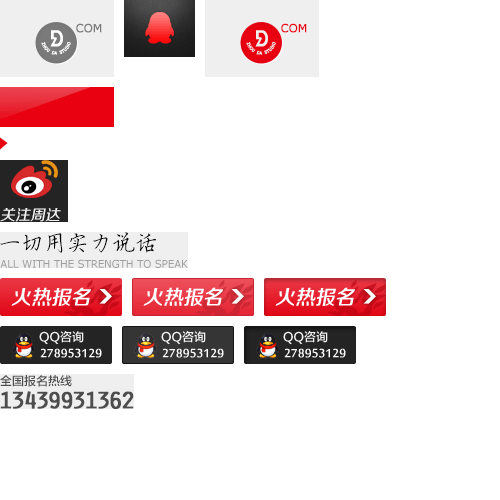 COM
COM
关注周达
一切用实力说话
ALL WITH THE STRENGTH TO SPEAK
火热报名 火热报名 火热报名
QQ咨询 QQ咨询 QQ咨询
278953129 278953129 278953129
全国报名热线
13439931362